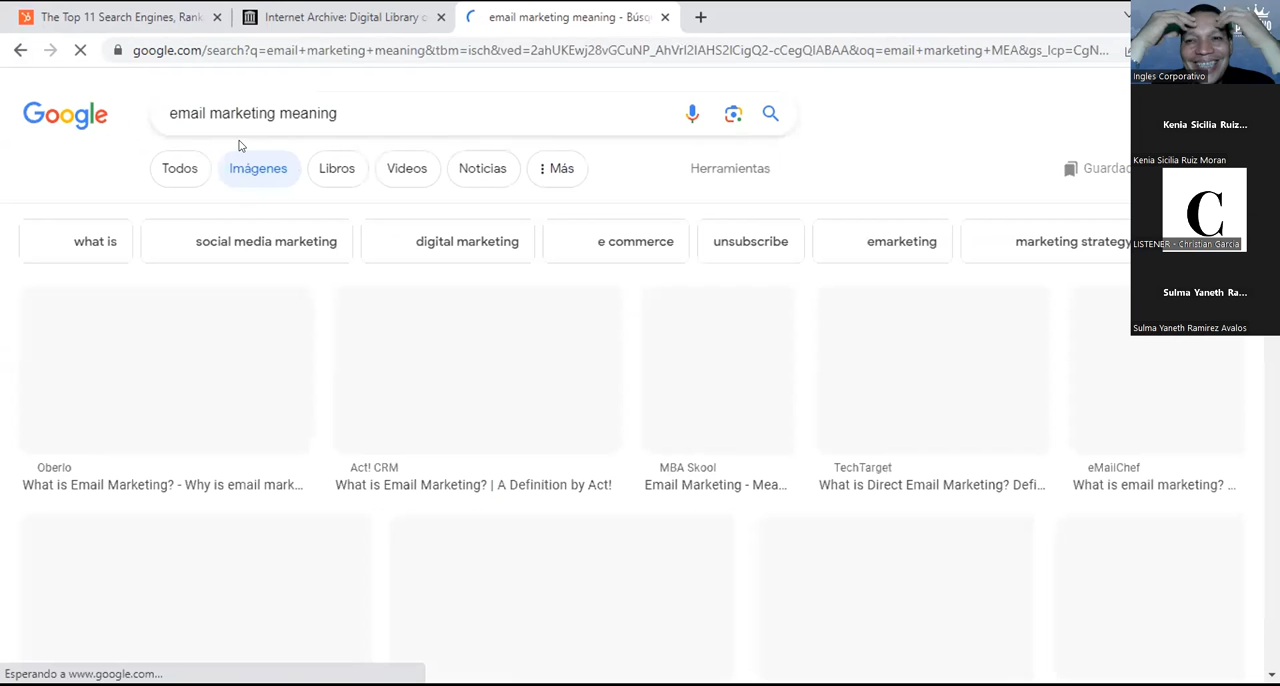 The Top 11 Search Engines, Rank
Internet Archive: Digital Library o
email marketing meaning - Búsq
google.com/search?q=email+marketing+meaning&tbm=isch&ved=2ahUKEwj28vGCuNP_AhVrI2IAHS2ICigQ2-cCegQIABAA&oq=email+marketing+MEA&gs_lcp=CgN...
Ingles Corporativo
Google
email marketing meaning
Kenia Sicilia Ruiz...
Kenia Sicilia Ruiz Moran
Todos
Imágenes
Libros
Videos
Noticias
Más
Herramientas
Guardad
C
LISTENER - Christian Garcia
what is
social media marketing
digital marketing
e commerce
unsubscribe
emarketing
marketing strategy
Sulma Yaneth Ra...
Sulma Yaneth Ramirez Avalos
Oberlo
What is Email Marketing? - Why is email mark...
Act! CRM
What is Email Marketing? | A Definition by Act!
MBA Skool
Email Marketing - Mea...
TechTarget
What is Direct Email Marketing? Defi...
eMailChef
What is email marketing? ...
Esperando a www.google.com...